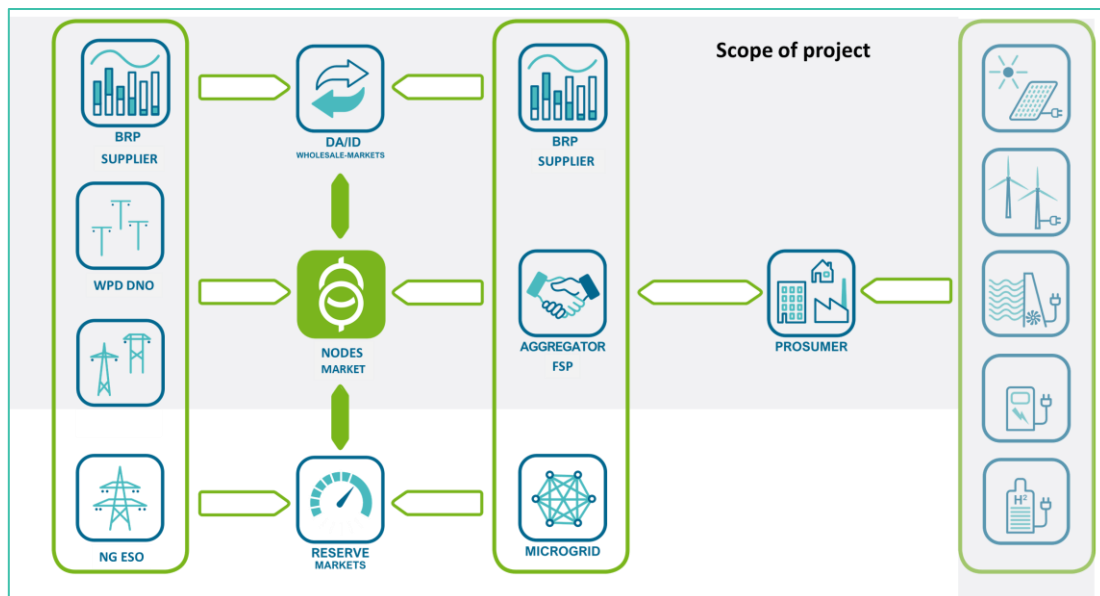 Scope of project
BRP
SUPPLIER
WPD DNO
NG ESO
DA/ID
WHOLESALE-MARKETS
NODES
MARKET
RESERVE
MARKETS
BRP
SUPPLIER
AGGREGATOR
FSP
MICROGRID
PROSUMER
H²